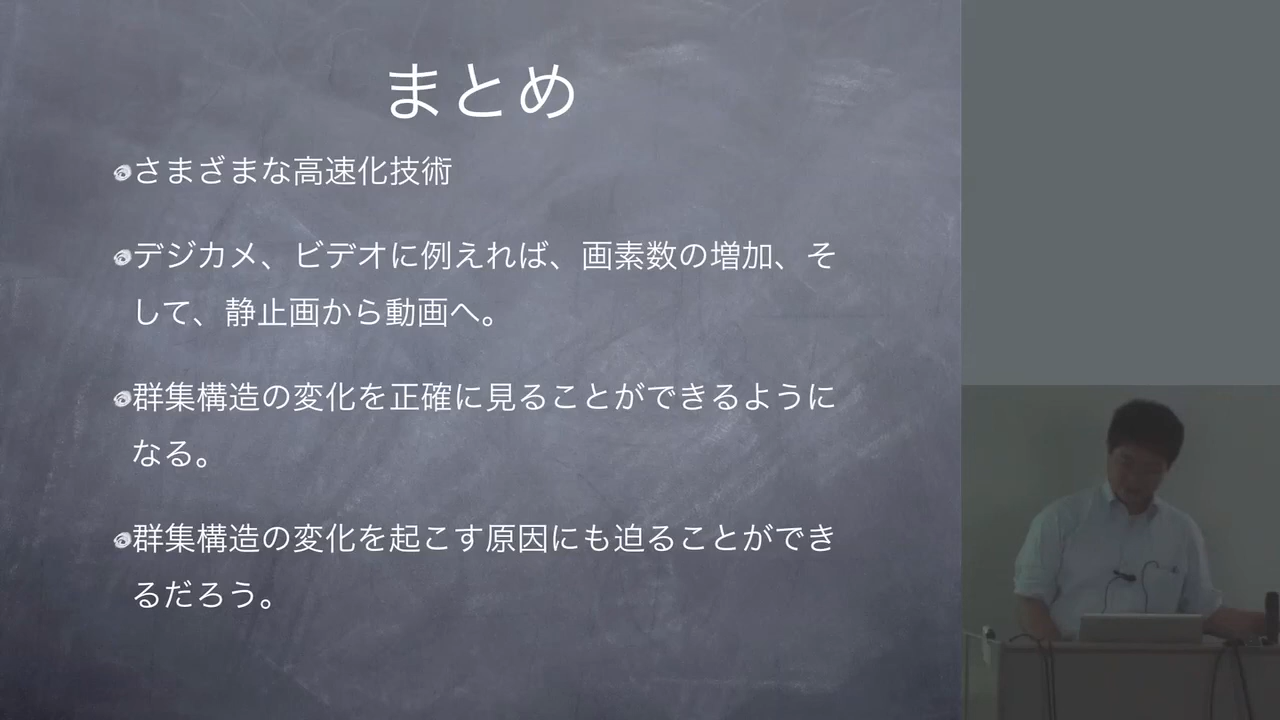 まとめ
さまざまな高速化技術
デジカメ、ビデオに例えれば、画素数の増加、そ
して、静止画から動画へ。
群集構造の変化を正確に見ることができるように
なる。
群集構造の変化を起こす原因にも迫ることができ
るだろう。